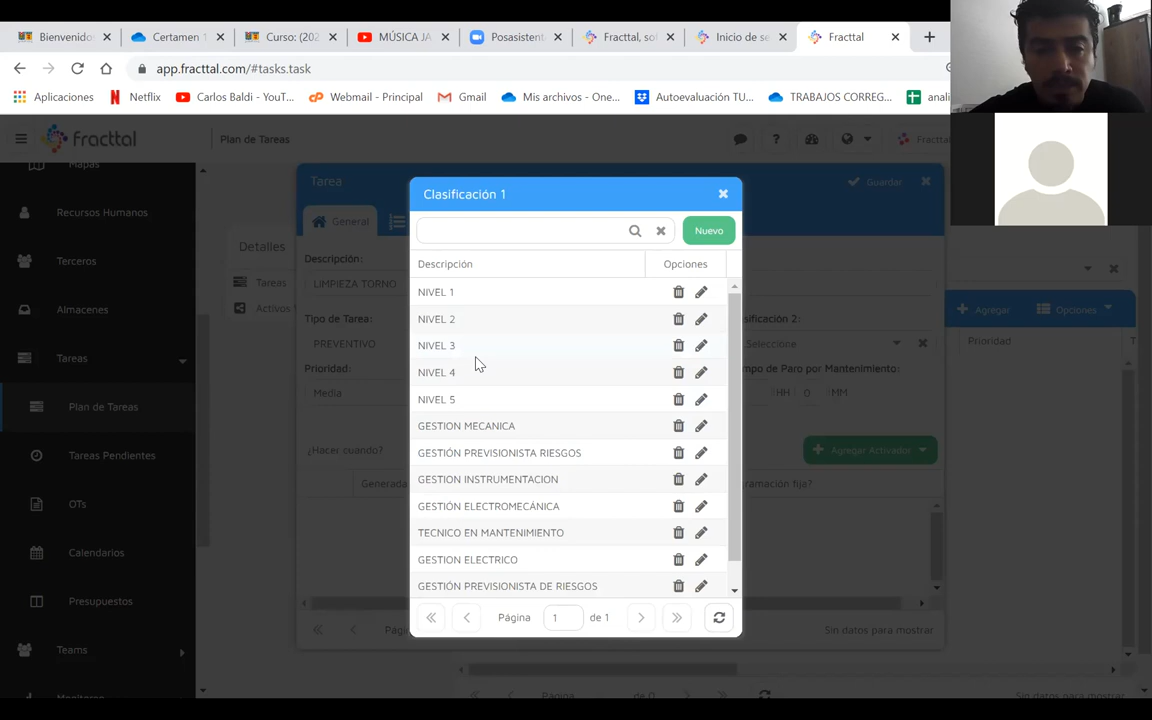 Bienvenido
Certamen 1
Curso: (202
MÚSICA JA
Posasistent
Fracttal, sof
Inicio de se
Fracttal
app.fracttal.com/#tasks.task
Aplicaciones
Netflix
Carlos Baldi - YouT...
Webmail - Principal
Gmail
Mis archivos - One...
Autoevaluación TU...
TRABAJOS CORREG...
anali
fracttal
Plan de Tareas
Fracttal
Mapas
Recursos Humanos
Terceros
Almacenes
Tareas
Plan de Tareas
Tareas Pendientes
OTs
Calendarios
Presupuestos
Teams
Monitoreo
Detalles
Tareas
Activos
Tarea
Guardar
General
Descripción:
LIMPIEZA TORNO
Tipo de Tarea:
PREVENTIVO
Prioridad:
Media
¿Hacer cuando?
Generada
Clasificación 1
Nuevo
Descripción
Opciones
NIVEL 1
NIVEL 2
NIVEL 3
NIVEL 4
NIVEL 5
GESTION MECANICA
GESTIÓN PREVISIONISTA RIESGOS
GESTION INSTRUMENTACION
GESTIÓN ELECTROMECÁNICA
TECNICO EN MANTENIMIENTO
GESTION ELECTRICO
GESTIÓN PREVISIONISTA DE RIESGOS
Página
1
de 1
sificación 2:
Seleccione
mpo de Paro por Mantenimiento:
HH
0
MM
Agregar Activador
ramación fija?
Sin datos para mostrar
Agregar
Opciones
Prioridad
T
Página
de 0
Sin datos para mostrar